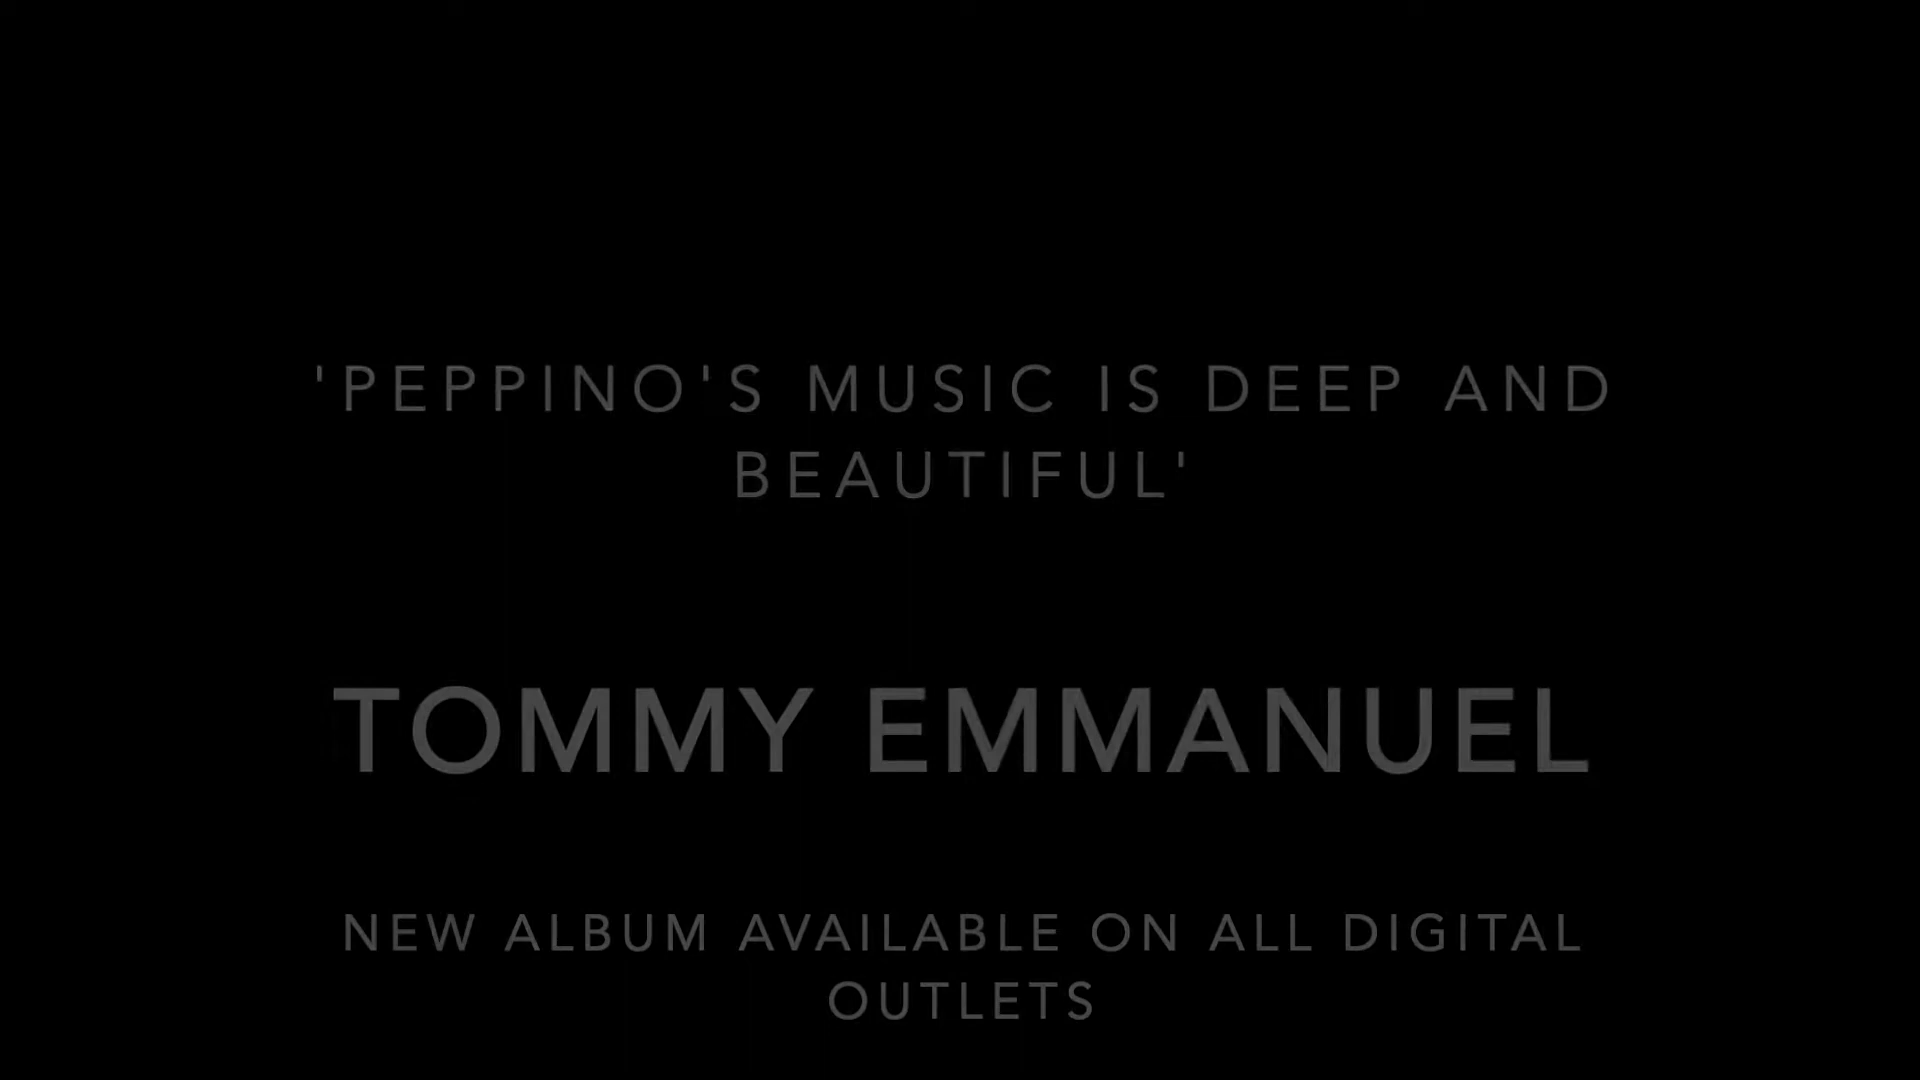 'PEPPINO'S MUSIC IS DEEP AND
BEAUTIFUL'
TOMMY EMMANUEL
NEW ALBUM AVAILABLE ON ALL DIGITAL
OUTLETS